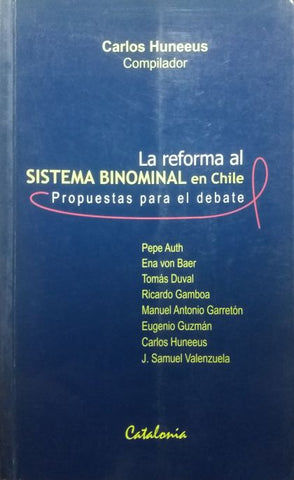 Carlos Huneeus
Compilador
La reforma al
SISTEMA BINOMINAL en Chile
Propuestas para el debate
Pepe Auth
Ena von Baer
Tomás Duval
Ricardo Gamboa
Manuel Antonio Garretón
Eugenio Guzmán
Carlos Huneeus
J. Samuel Valenzuela
Catalonia